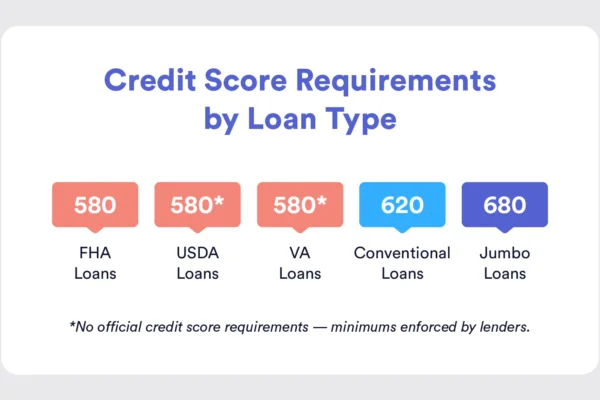 Credit Score Requirements
by Loan Type
580
580*
580*
620
680
FHA
Loans
USDA
Loans
VA
Loans
Conventional
Loans
Jumbo
Loans
*No official credit score requirements — minimums enforced by lenders.